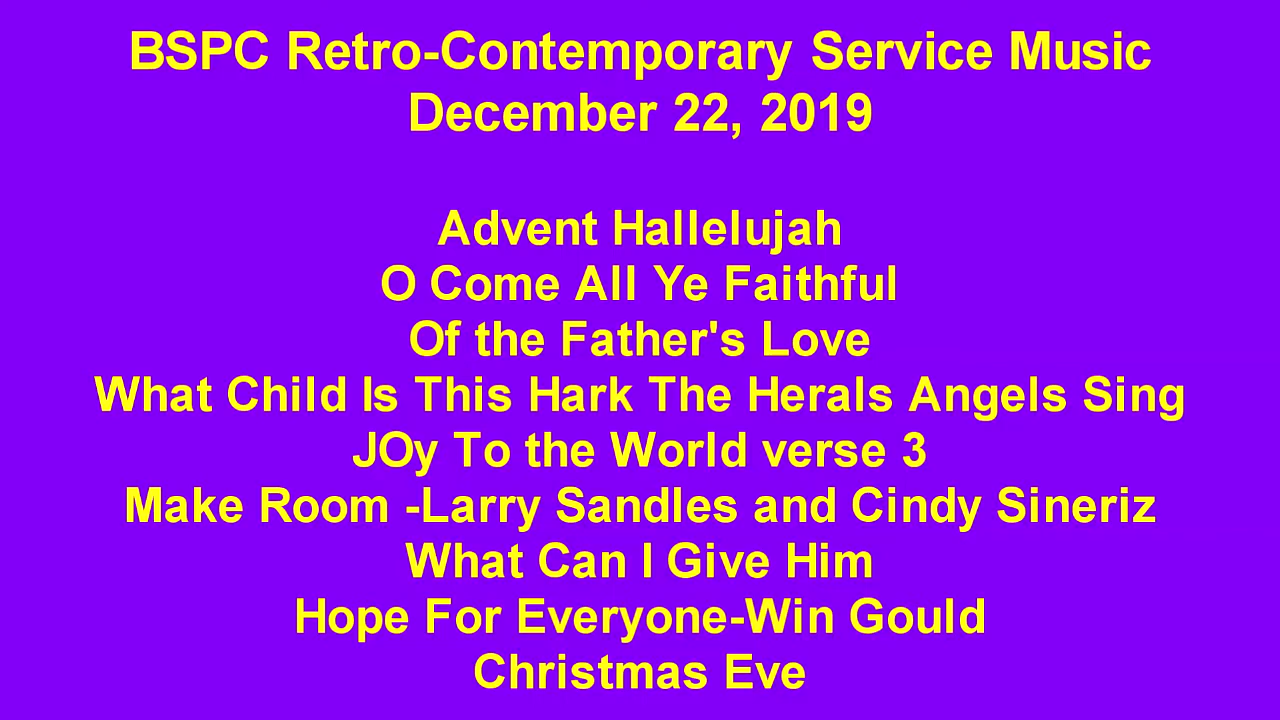 BSPC Retro-Contemporary Service Music
December 22, 2019
Advent Hallelujah
O Come All Ye Faithful
Of the Father's Love
What Child Is This Hark The Herals Angels Sing
JOy To the World verse 3
Make Room -Larry Sandles and Cindy Sineriz
What Can I Give Him
Hope For Everyone-Win Gould
Christmas Eve